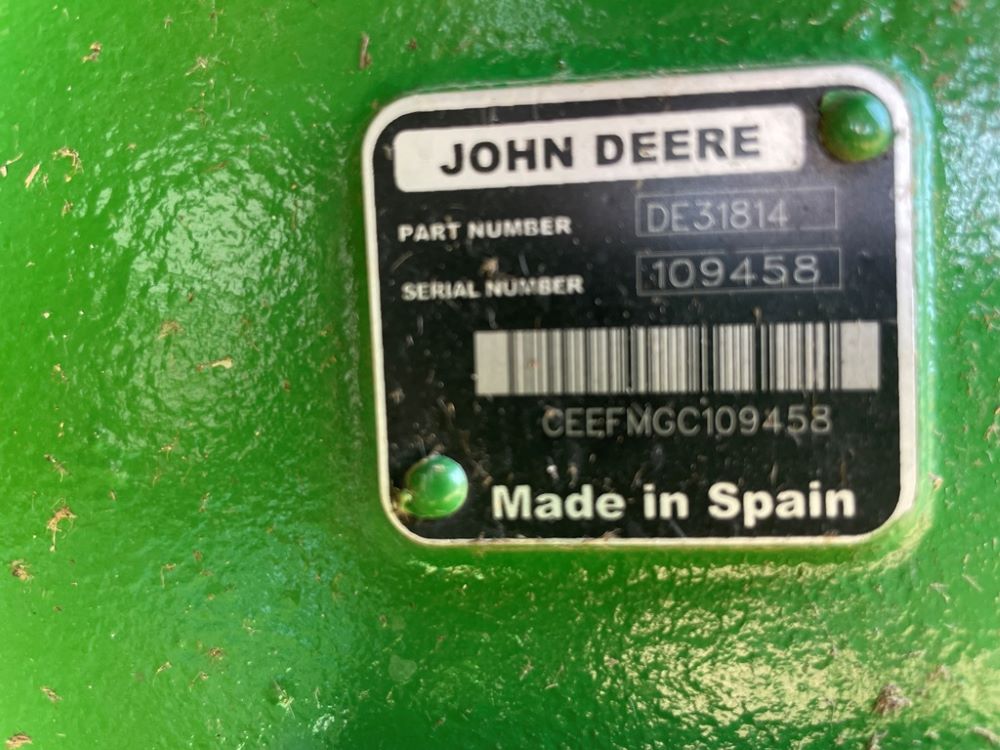 JOHN DEERE
PART NUMBER DE31814
SERIAL NUMBER 109458
CEEFMGC109458
Made in Spain